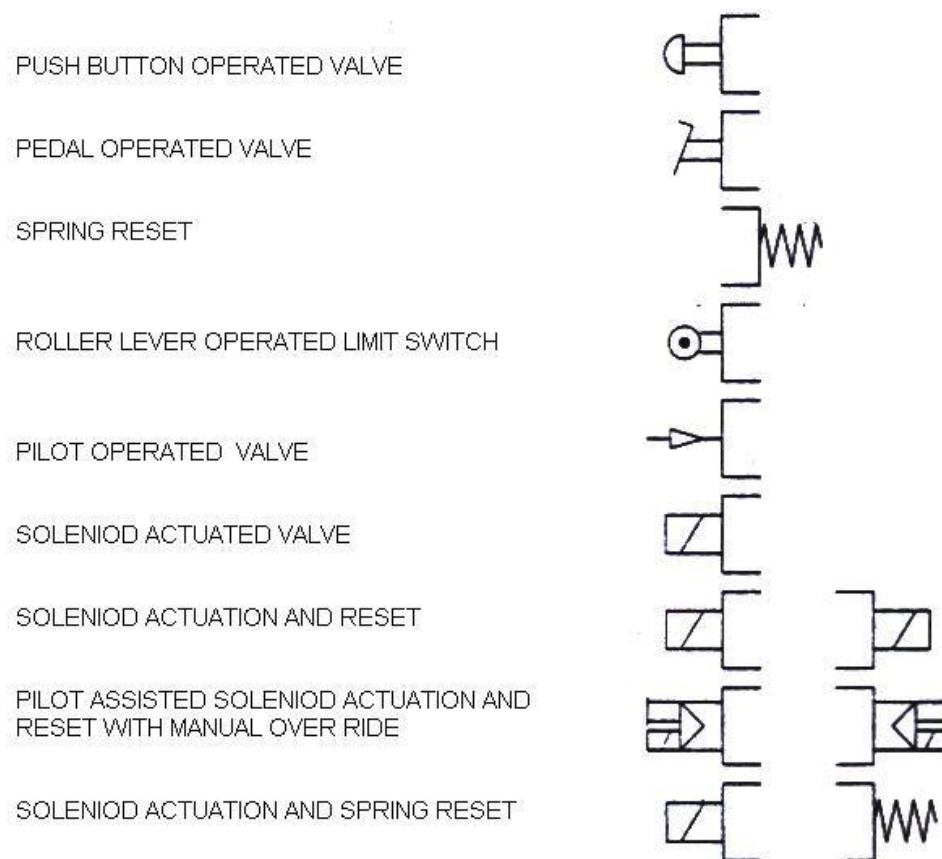 PUSH BUTTON OPERATED VALVE
PEDAL OPERATED VALVE
SPRING RESET
ROLLER LEVER OPERATED LIMIT SWITCH
PILOT OPERATED VALVE
SOLENIOD ACTUATED VALVE
SOLENIOD ACTUATION AND RESET
PILOT ASSISTED SOLENIOD ACTUATION AND
RESET WITH MANUAL OVER RIDE
SOLENIOD ACTUATION AND SPRING RESET